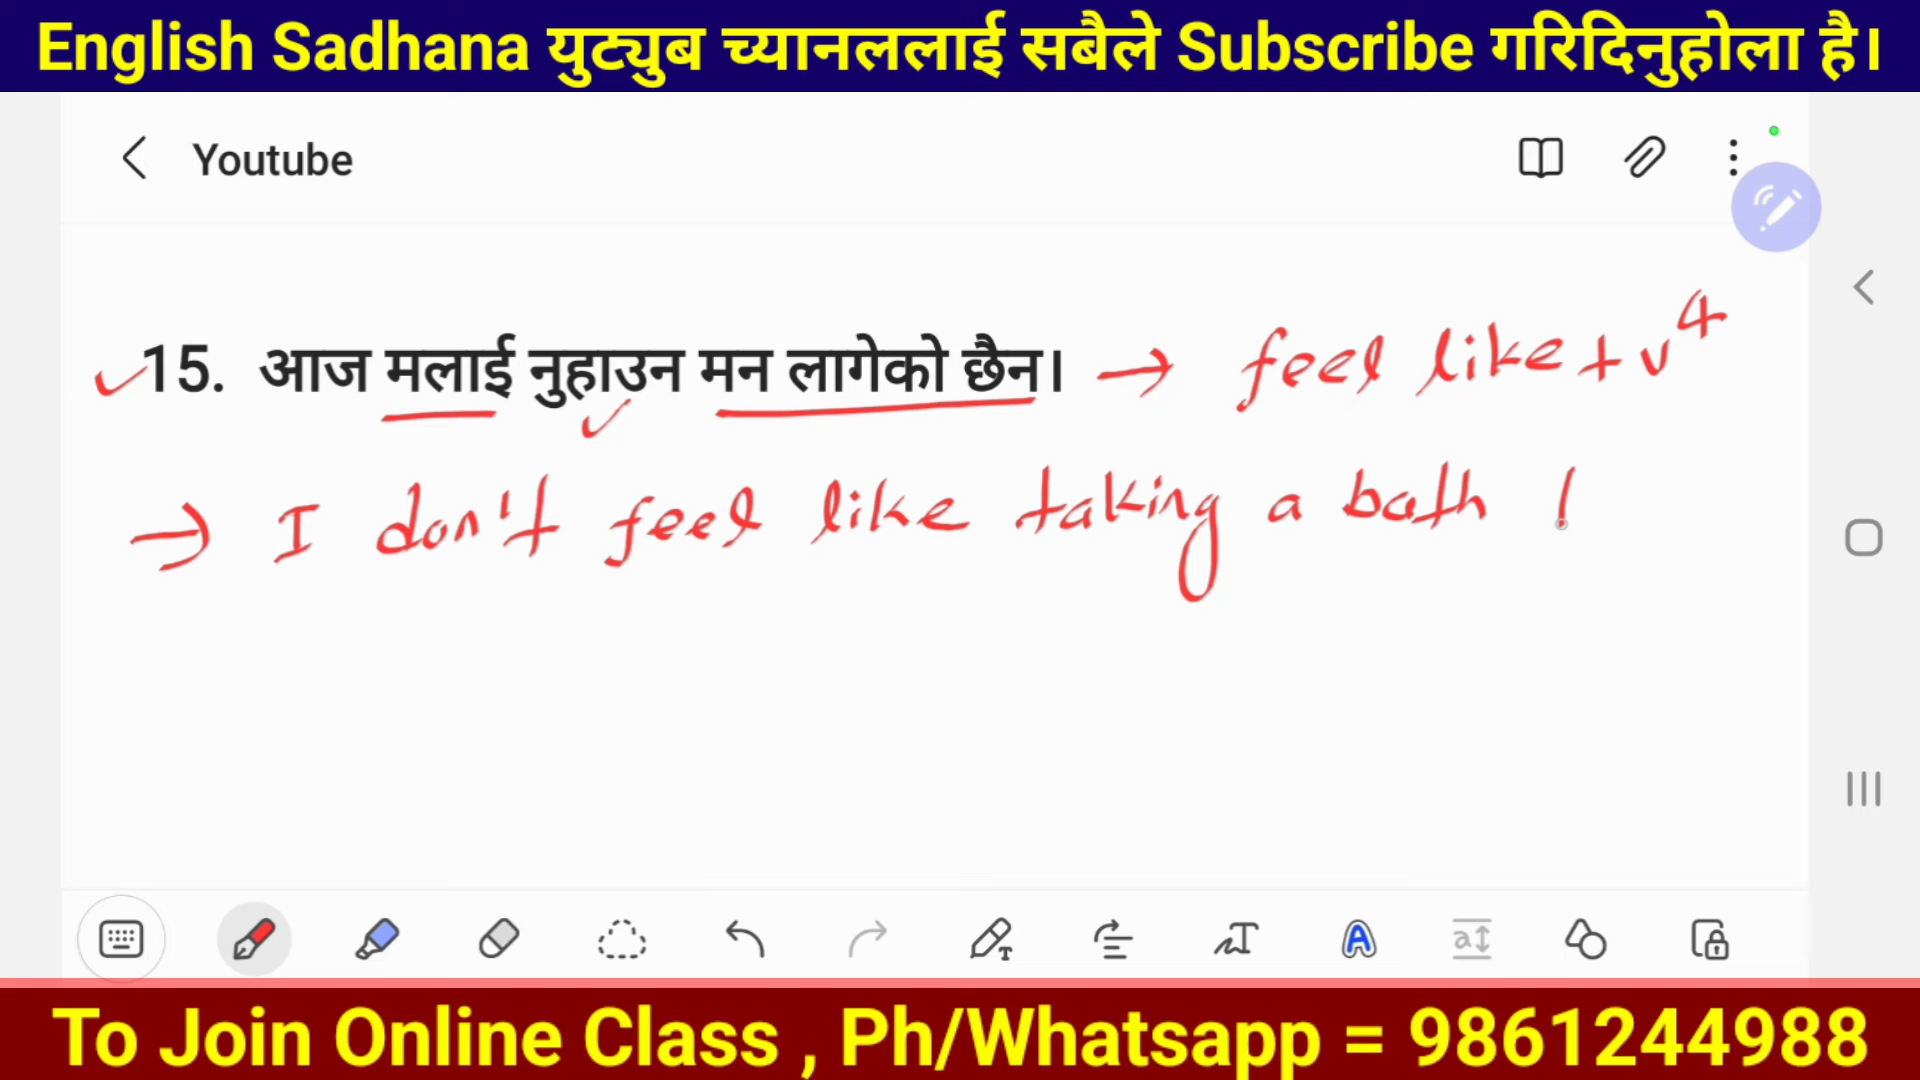 English Sadhana युट्युब च्यानललाई सबैले Subscribe गरिदिनुहोला है।
Youtube
15. आज मलाई नुहाउन मन लागेको छैन। → feel like + v4
→ I don't feel like taking a bath
To Join Online Class , Ph/Whatsapp = 9861244988